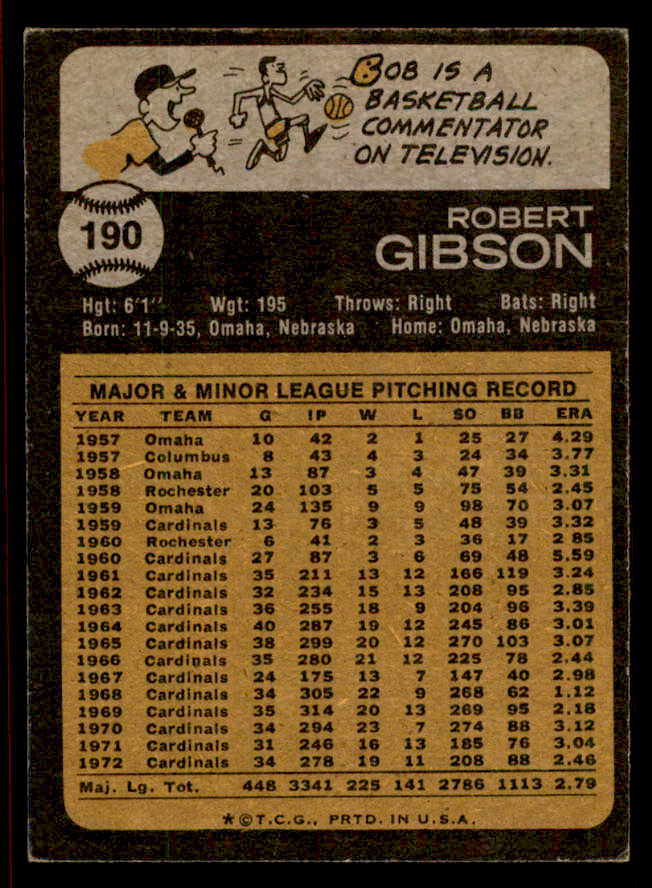 BOB IS A
BASKETBALL
COMMENTATOR
ON TELEVISION.
190
ROBERT
GIBSON
Hgt: 6'1" Wgt: 195 Throws: Right Bats: Right
Born: 11-9-35, Omaha, Nebraska Home: Omaha, Nebraska
MAJOR & MINOR LEAGUE PITCHING RECORD
YEAR TEAM G IP W L SO BB ERA
1957 Omaha 10 42 2 1 25 27 4.29
1957 Columbus 8 43 4 3 24 34 3.77
1958 Omaha 13 87 3 4 47 39 3.31
1958 Rochester 20 103 5 5 75 54 2.45
1959 Omaha 24 135 9 9 98 70 3.07
1959 Cardinals 13 76 3 5 48 39 3.32
1960 Rochester 6 41 2 3 36 17 2.85
1960 Cardinals 27 87 3 6 69 48 5.59
1961 Cardinals 35 211 13 12 166 119 3.24
1962 Cardinals 32 234 15 13 208 95 2.85
1963 Cardinals 36 255 18 9 204 96 3.39
1964 Cardinals 40 287 19 12 245 86 3.01
1965 Cardinals 38 299 20 12 270 103 3.07
1966 Cardinals 35 280 21 12 225 78 2.44
1967 Cardinals 24 175 13 7 147 40 2.98
1968 Cardinals 34 305 22 9 268 62 1.12
1969 Cardinals 35 314 20 13 269 95 2.18
1970 Cardinals 34 294 23 7 274 88 3.12
1971 Cardinals 31 246 16 13 185 76 3.04
1972 Cardinals 34 278 19 11 208 88 2.46
Maj. Lg. Tot. 448 3341 225 141 2786 1113 2.79
*©T.C.G., PRTD. IN U.S.A.